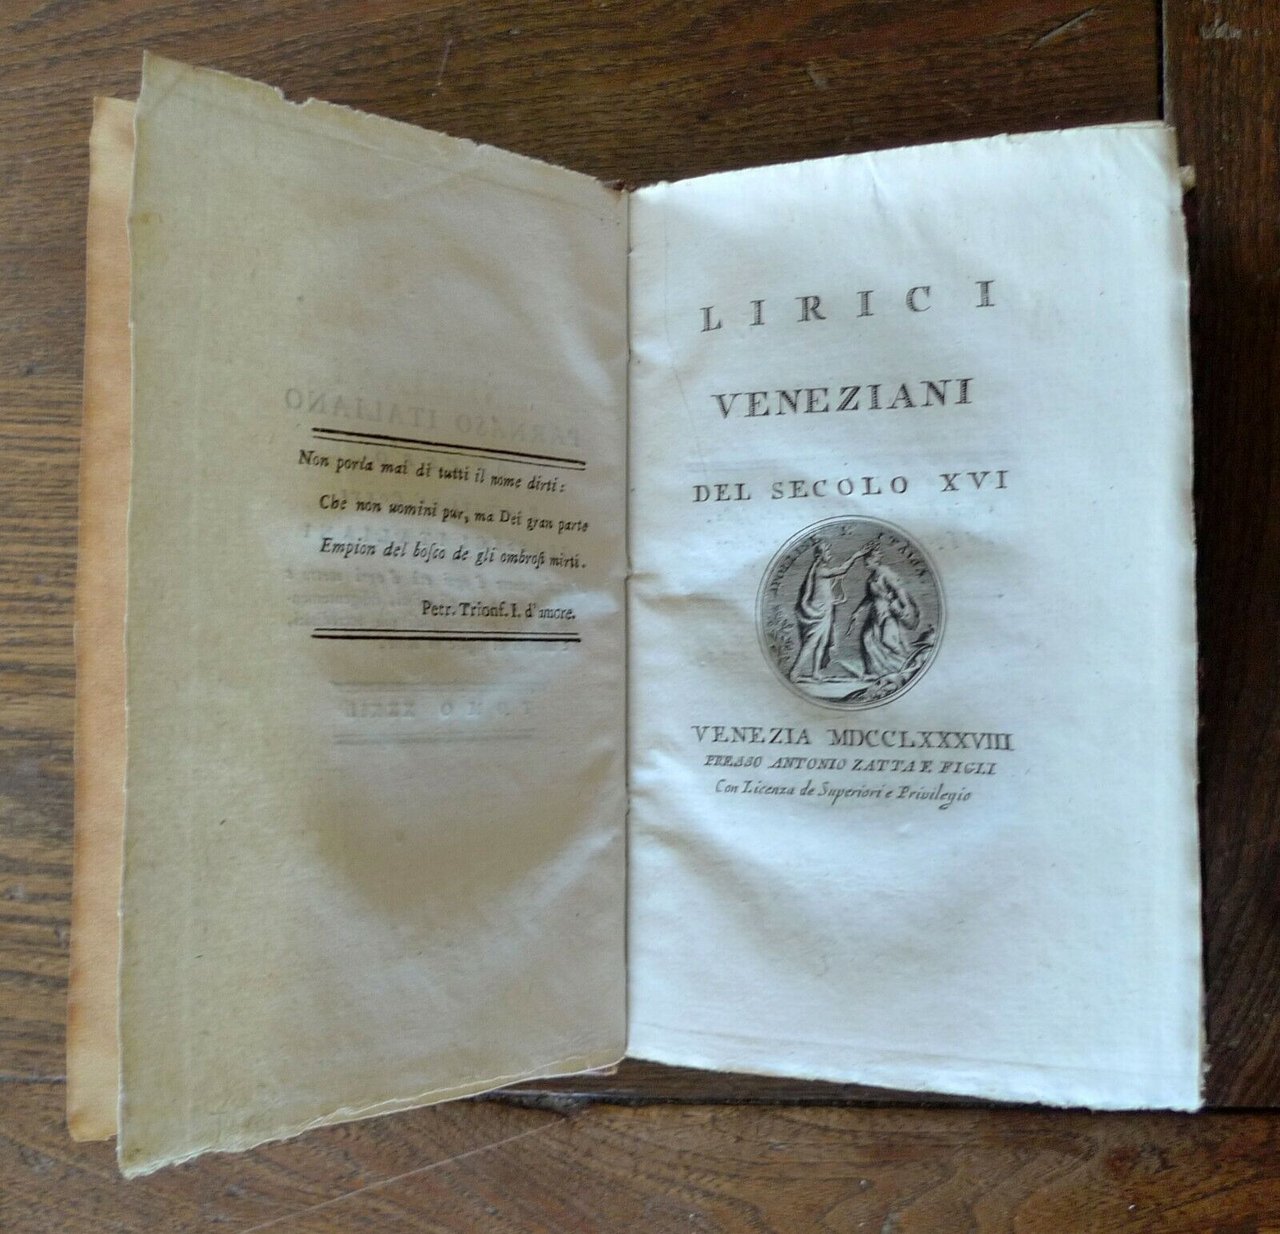 Non poria mai di tutti il nome dirti:
Che non uomini pur, ma Dei gran parte
Empion del boſco de gli ombroſi mirti.
Petr. Trionf. I. d'amore.
LIRICI
VENEZIANI
DEL SECOLO XVI
VENEZIA MDCCLXXXVIII
PRESSO ANTONIO ZATTA E FIGLI
Con Licenza de Superiori e Privilegio